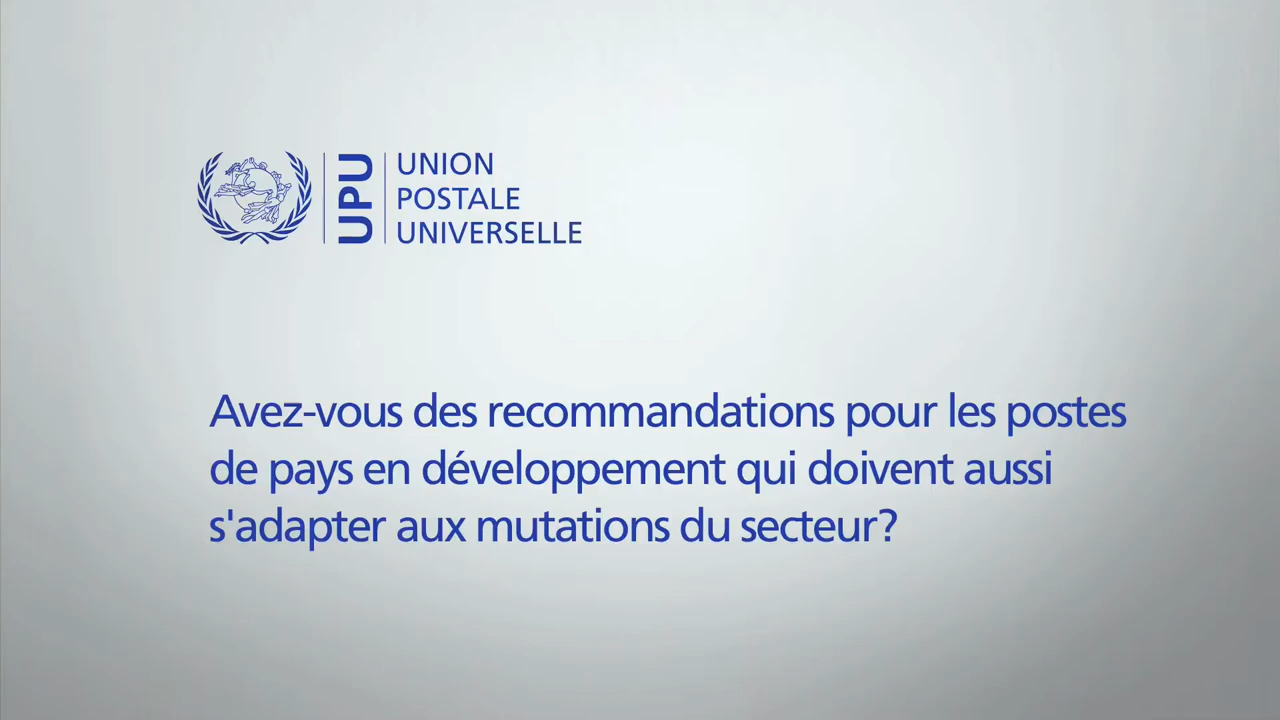 UPU
UNION
POSTALE
UNIVERSELLE
Avez-vous des recommandations pour les postes
de pays en développement qui doivent aussi
s'adapter aux mutations du secteur?